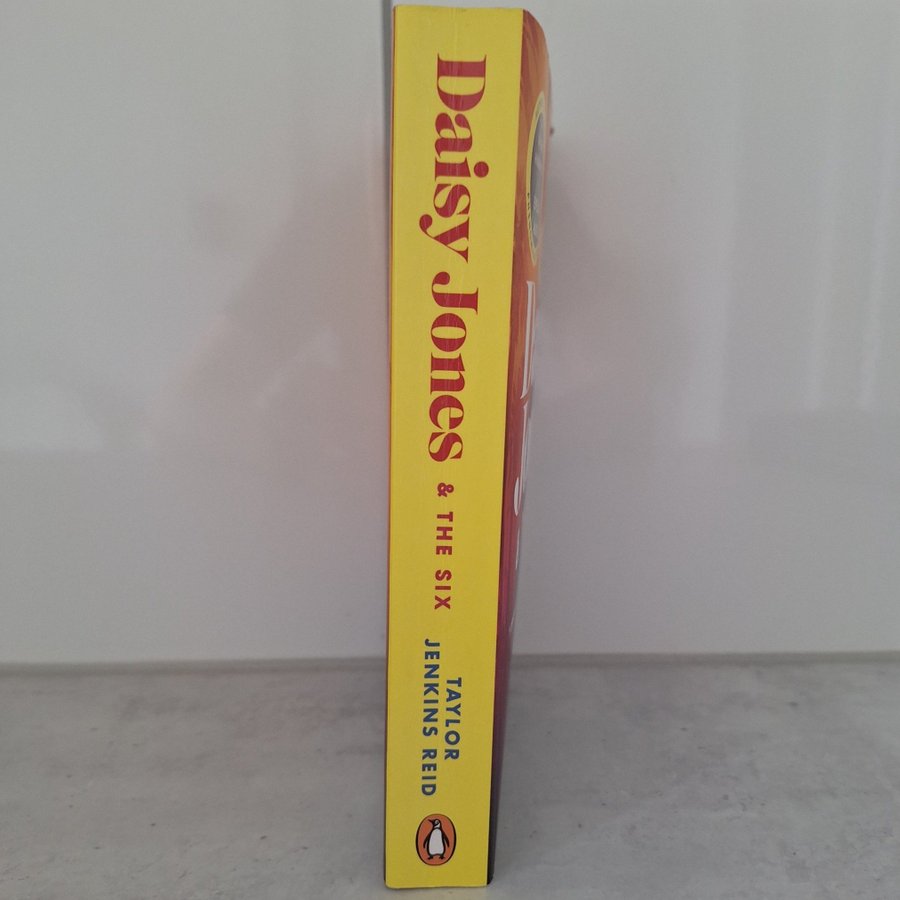 Daisy Jones & THE SIX
TAYLOR
JENKINS REID